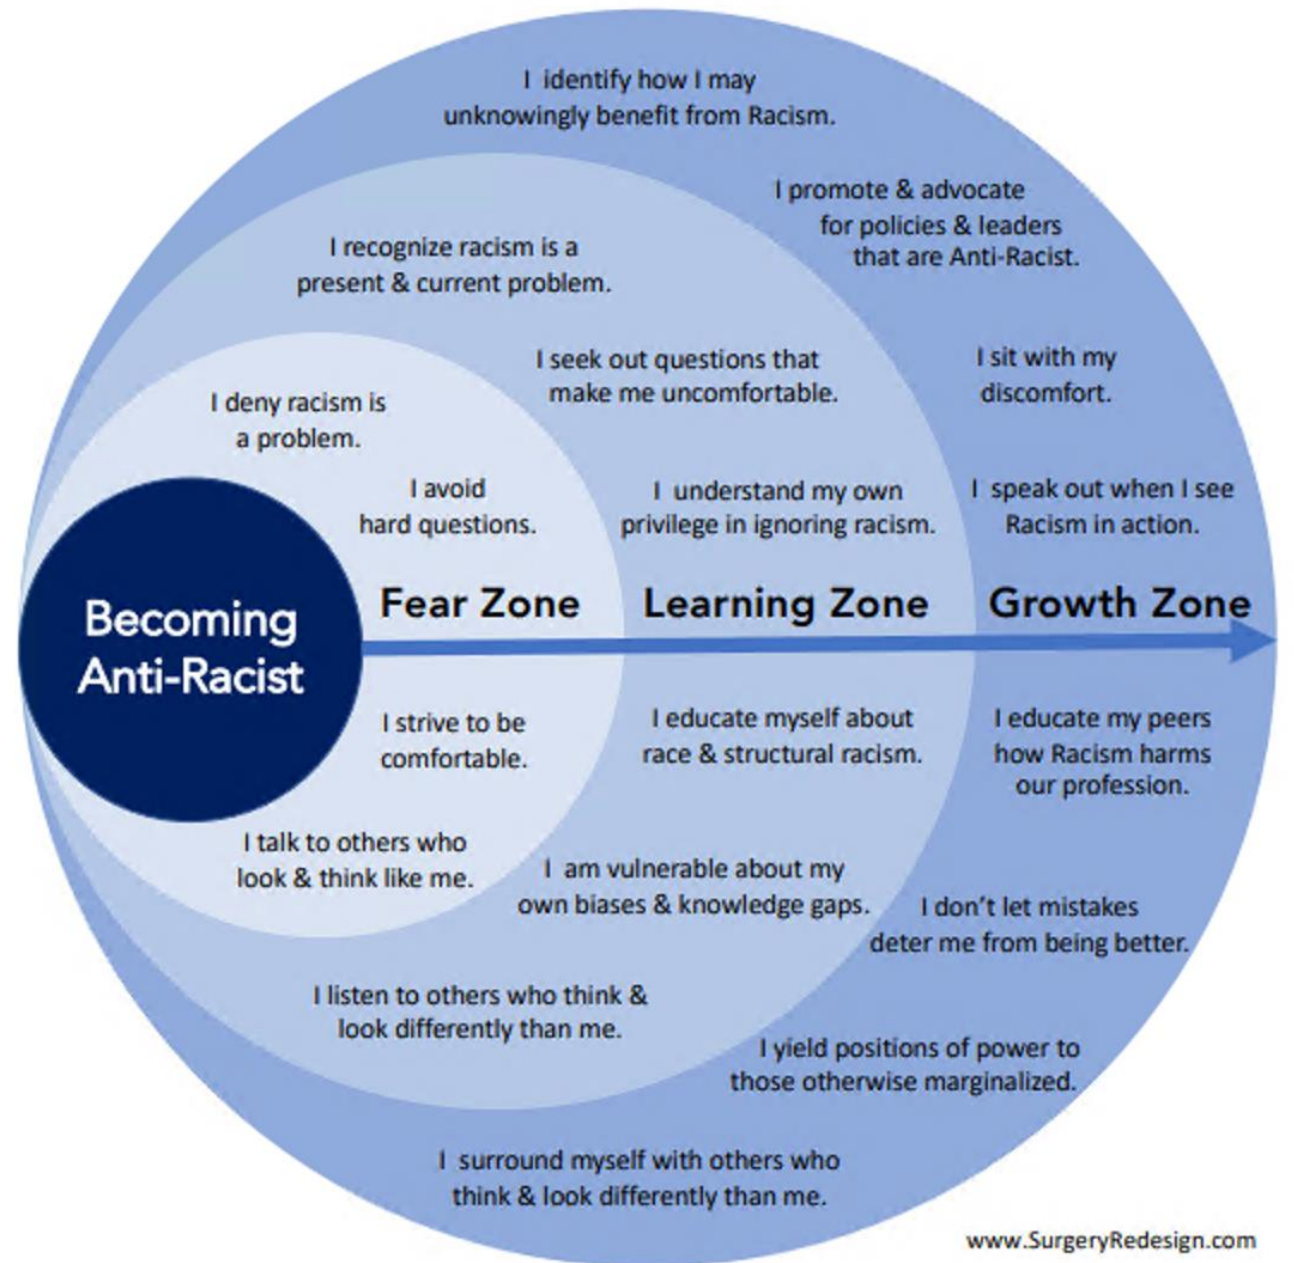 I identify how I may
unknowingly benefit from Racism.
I promote & advocate
for policies & leaders
that are Anti-Racist.
I recognize racism is a
present & current problem.
I seek out questions that
make me uncomfortable.
I sit with my
discomfort.
I deny racism is
a problem.
I avoid
hard questions.
I understand my own
privilege in ignoring racism.
I speak out when I see
Racism in action.
Becoming
Anti-Racist
Fear Zone
Learning Zone
Growth Zone
I strive to be
comfortable.
I educate myself about
race & structural racism.
I educate my peers
how Racism harms
our profession.
I talk to others who
look & think like me.
I am vulnerable about my
own biases & knowledge gaps.
I don't let mistakes
deter me from being better.
I listen to others who think &
look differently than me.
I yield positions of power to
those otherwise marginalized.
I surround myself with others who
think & look differently than me.
www.SurgeryRedesign.com